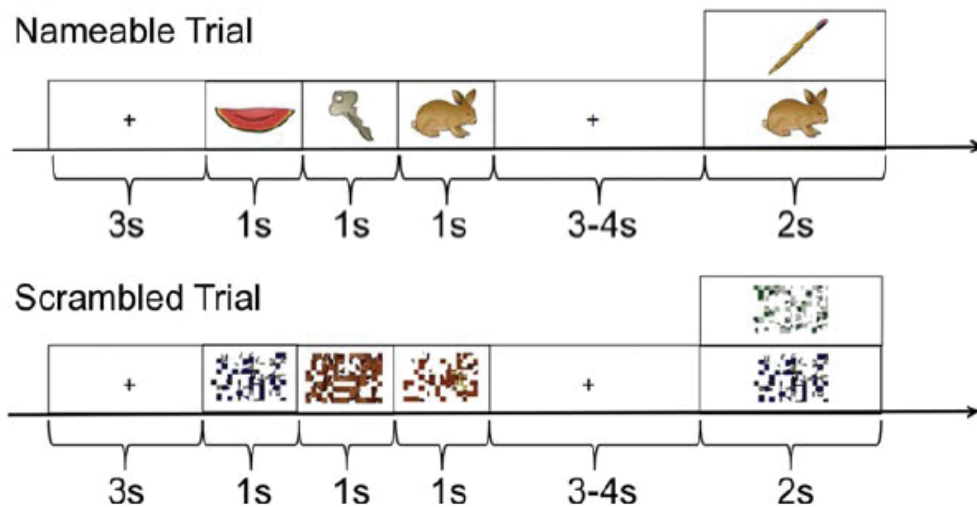 Nameable Trial
+ +
3s 1s 1s 1s 3-4s 2s
Scrambled Trial
+ +
3s 1s 1s 1s 3-4s 2s